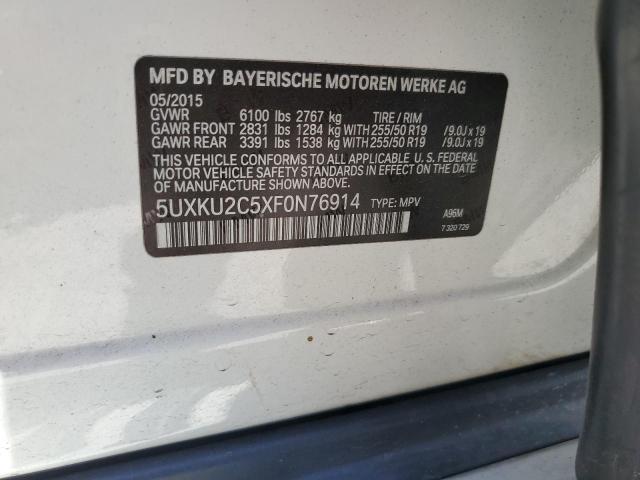 MFD BY BAYERISCHE MOTOREN WERKE AG
05/2015
GVWR 6100 lbs 2767 kg TIRE / RIM
GAWR FRONT 2831 lbs 1284 kg WITH 255/50 R19 / 9.0J x 19
GAWR REAR 3391 lbs 1538 kg WITH 255/50 R19 / 9.0J x 19
THIS VEHICLE CONFORMS TO ALL APPLICABLE U. S. FEDERAL
MOTOR VEHICLE SAFETY STANDARDS IN EFFECT ON THE DATE
OF MANUFACTURE SHOWN ABOVE.
5UXKU2C5XF0N76914 TYPE: MPV A96M
7 320 729